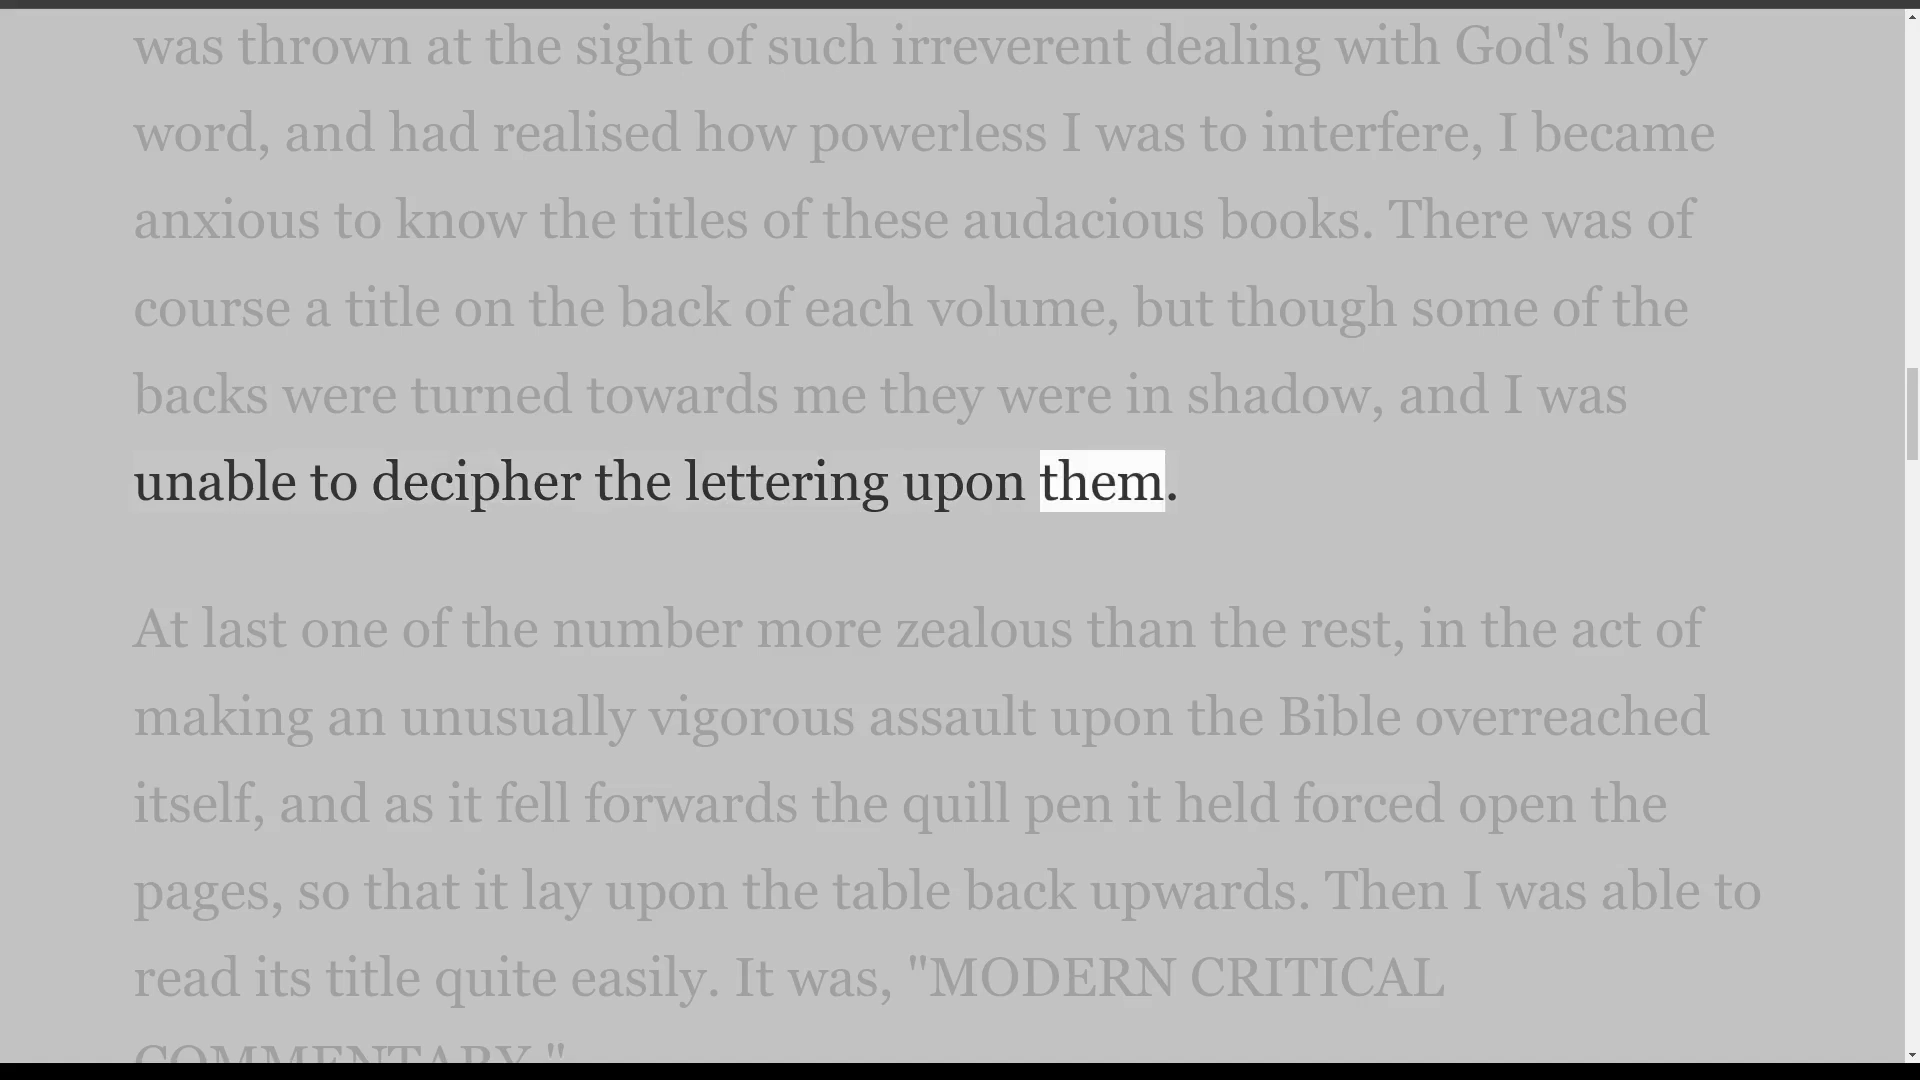 was thrown at the sight of such irreverent dealing with God's holy
word, and had realised how powerless I was to interfere, I became
anxious to know the titles of these audacious books. There was of
course a title on the back of each volume, but though some of the
backs were turned towards me they were in shadow, and I was
unable to decipher the lettering upon them.
At last one of the number more zealous than the rest, in the act of
making an unusually vigorous assault upon the Bible overreached
itself, and as it fell forwards the quill pen it held forced open the
pages, so that it lay upon the table back upwards. Then I was able to
read its title quite easily. It was, "MODERN CRITICAL
COMMENTARY."